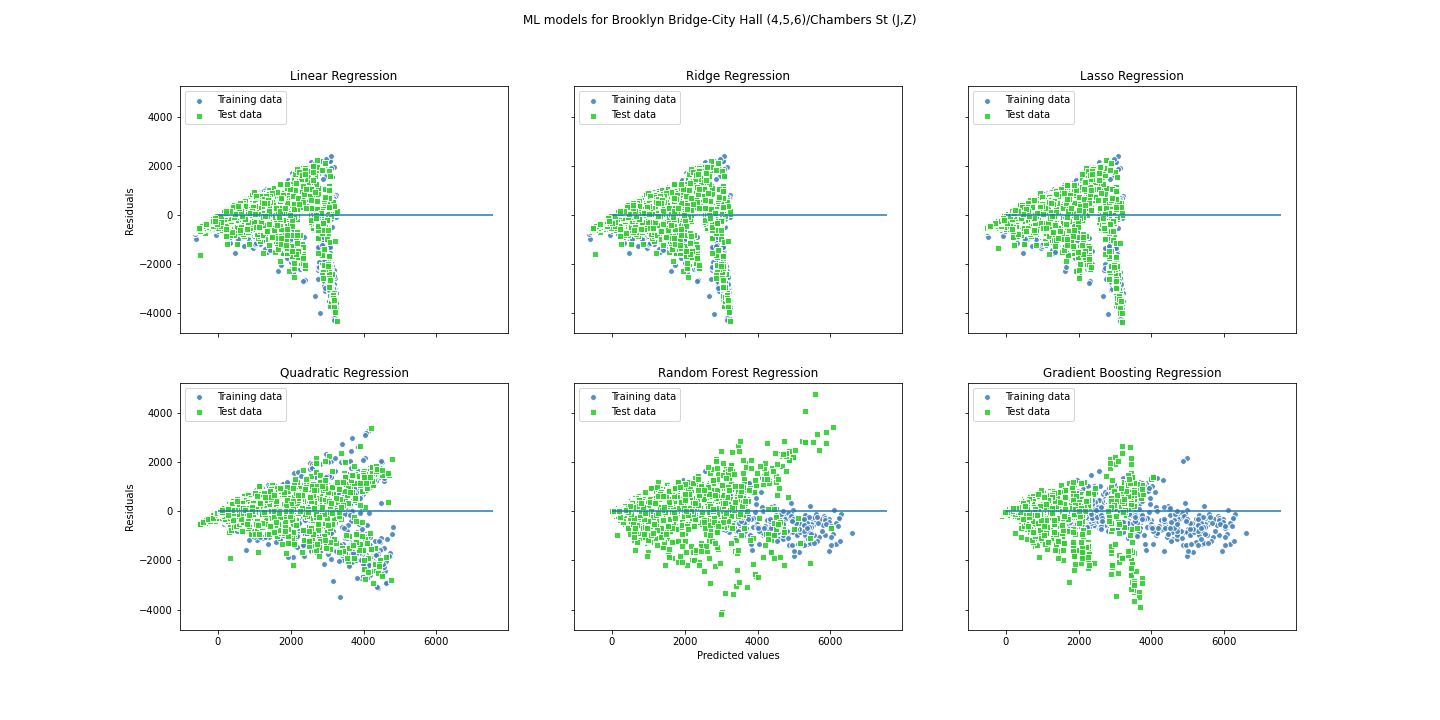 ML models for Brooklyn Bridge-City Hall (4,5,6)/Chambers St (J,Z)
Linear Regression
Training data
Test data
4000
2000
0
−2000
−4000
Residuals
Ridge Regression
Training data
Test data
Lasso Regression
Training data
Test data
Quadratic Regression
Training data
Test data
4000
2000
0
−2000
−4000
Residuals
0 2000 4000 6000
Random Forest Regression
Training data
Test data
0 2000 4000 6000
Predicted values
Gradient Boosting Regression
Training data
Test data
0 2000 4000 6000